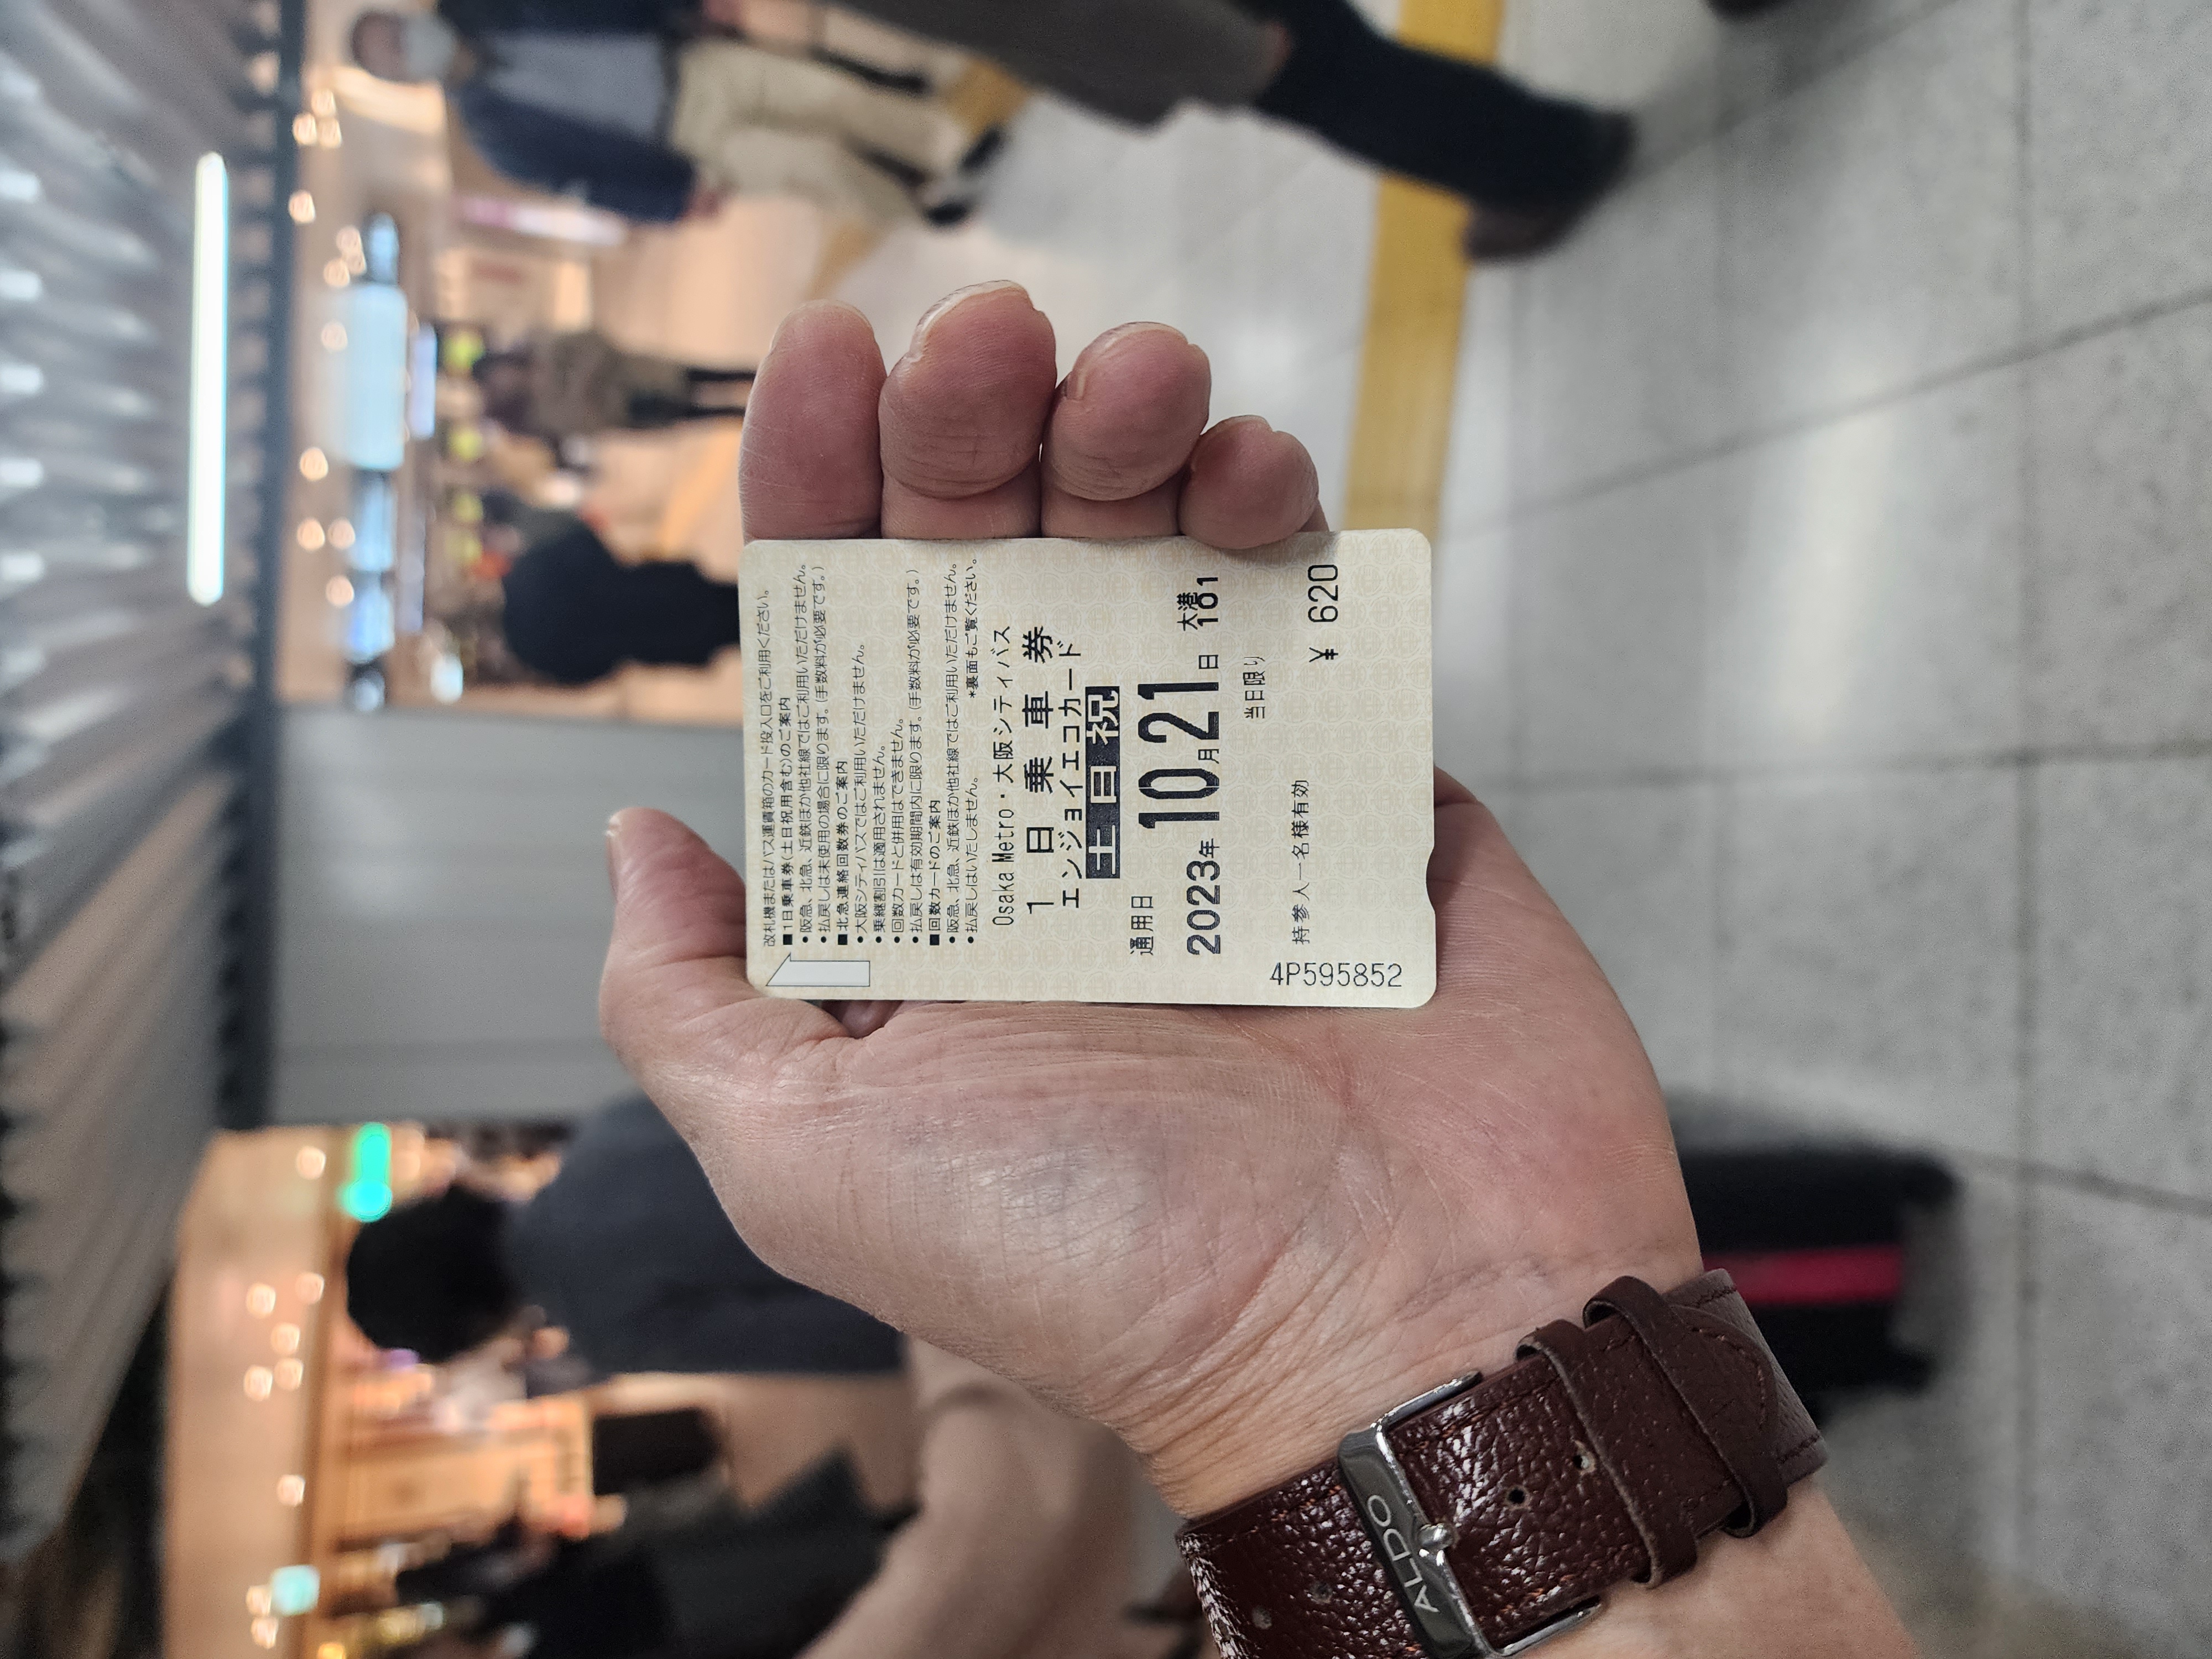 改札機またはバス運賃箱のカード投入口をご利用ください。
■1日乗車券(土日祝用含む)のご案内
•阪急、北急、近鉄ほか他社線ではご利用いただけません。
•払戻しは未使用の場合に限ります。(手数料が必要です。)
■北急連絡回数券のご案内
•大阪シティバスではご利用いただけません。
•乗継割引は適用されません。
•回数カードと併用はできません。
•払戻しは有効期間内に限ります。(手数料が必要です。)
■回数カードのご案内
•阪急、北急、近鉄ほか他社線ではご利用いただけません。
•払戻しはいたしません。 *裏面もご覧ください。
Osaka Metro・大阪シティバス
1日乗車券
エンジョイエコカード
土日祝
通用日
2023年10月21日 大港 101
当日限り
持参人一名様有効
¥ 620
4P595852
ALDO